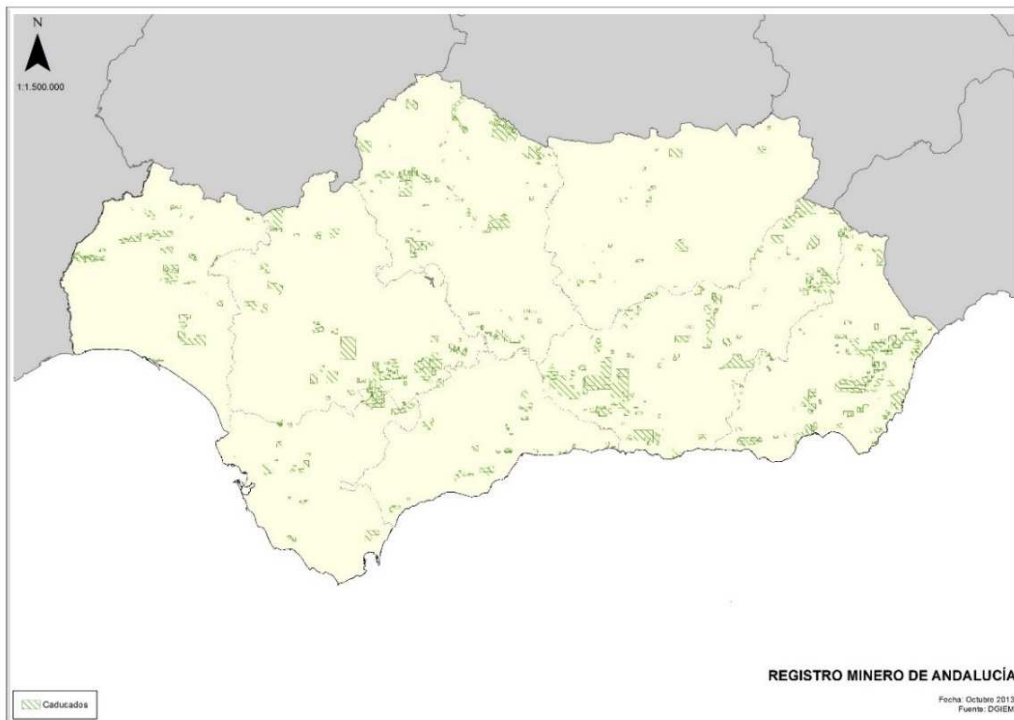 N
1:1.500.000
REGISTRO MINERO DE ANDALUCÍA
Fecha: Octubre 2013
Fuente: DGIEM
Caducados